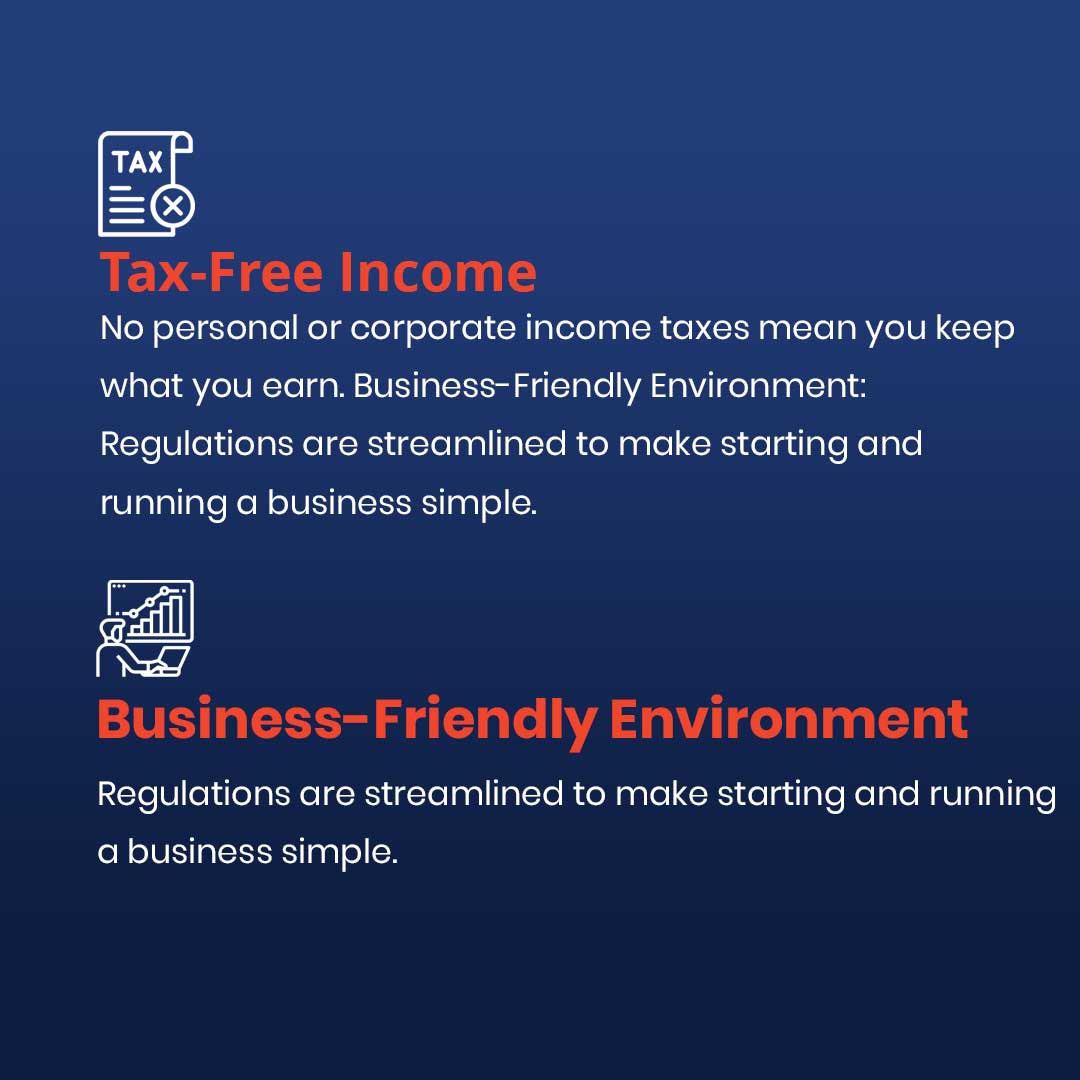 TAX
Tax-Free Income
No personal or corporate income taxes mean you keep
what you earn. Business-Friendly Environment:
Regulations are streamlined to make starting and
running a business simple.
Business-Friendly Environment
Regulations are streamlined to make starting and running
a business simple.